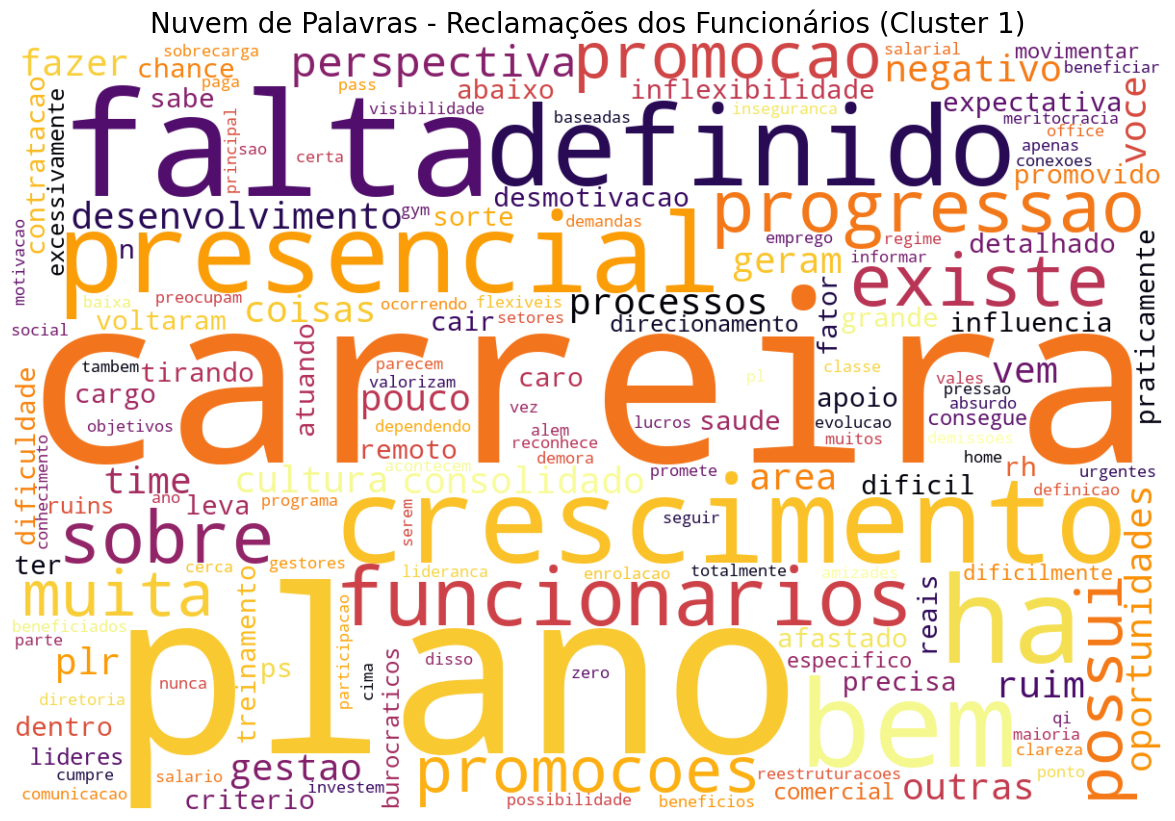 Nuvem de Palavras - Reclamações dos Funcionários (Cluster 1)
fazer
sobrecarga
chance
paga
perspectiva
pass
promocao
salarial
negativo
movimentar
beneficiar
sabe
visibilidade
abaixo
inflexibilidade
inseguranca
expectativa
meritocracia
voce
contratacao
excessivamente
falta
principal
sao
certa
baseadas
definido
office
apenas
conexoes
promovido
desmotivacao
progressao
desenvolvimento
gym
sorte
demandas
motivacao
n
presencial
emprego
regime
detalhado
geram
informar
existe
praticamente
baixa
preocupam
coisas
ocorrendo
flexiveis
processos
fator
voltaram
cair
setores
direcionamento
grande
influencia
social
carreira
tambem
tirando
atuando
parecem
valorizam
caro
pl
classe
vales
vem
pressao
cargo
pouco
vez
apoio
absurdo
objetivos
dependendo
lucros
saude
evolucao
consegue
dificuldade
remoto
alem
reconhece
demora
muitos
demissoes
home
conhecimento
time
cultura
acontecem
consolidado
promete
area
rh
urgentes
ruins
ano
leva
programa
dificil
definicao
sobre
serem
crescimento
seguir
oportunidades
ter
cerca
gestores
lideranca
enrolacao
totalmente
amizades
dificilmente
muita
treinamento
participacao
funcionarios
reais
ha
possui
beneficiados
parte
afastado
plr
ps
plano
disso
zero
especifico
nunca
cima
burocraticos
precisa
ruim
diretoria
dentro
bem
qi
maioria
clareza
lideres
cumpre
salario
gestao
investem
promocoes
reestruturacoes
ponto
comunicacao
criterio
possibilidade
beneficios
comercial
outras